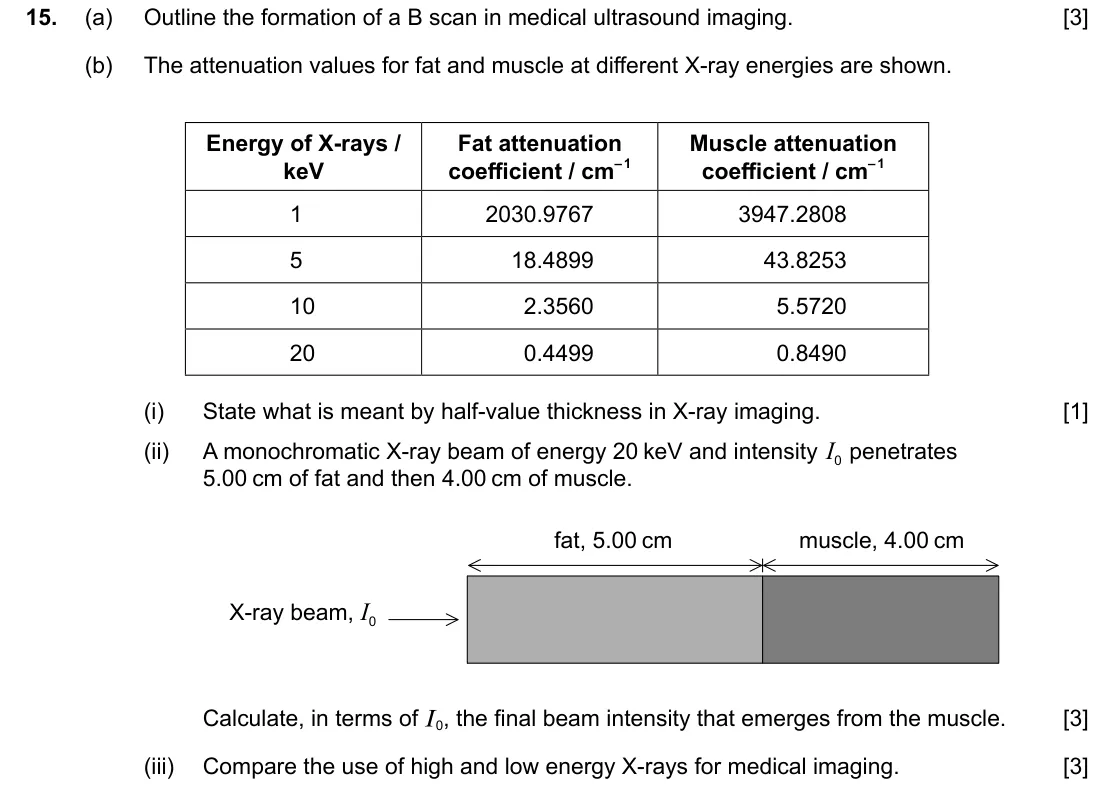 15. (a) Outline the formation of a B scan in medical ultrasound imaging. [3]
(b) The attenuation values for fat and muscle at different X-ray energies are shown.
Energy of X-rays / keV | Fat attenuation coefficient / cm⁻¹ | Muscle attenuation coefficient / cm⁻¹
1 | 2030.9767 | 3947.2808
5 | 18.4899 | 43.8253
10 | 2.3560 | 5.5720
20 | 0.4499 | 0.8490
(i) State what is meant by half-value thickness in X-ray imaging. [1]
(ii) A monochromatic X-ray beam of energy 20 keV and intensity I₀ penetrates
5.00 cm of fat and then 4.00 cm of muscle.
fat, 5.00 cm muscle, 4.00 cm
X-ray beam, I₀
Calculate, in terms of I₀, the final beam intensity that emerges from the muscle. [3]
(iii) Compare the use of high and low energy X-rays for medical imaging. [3]